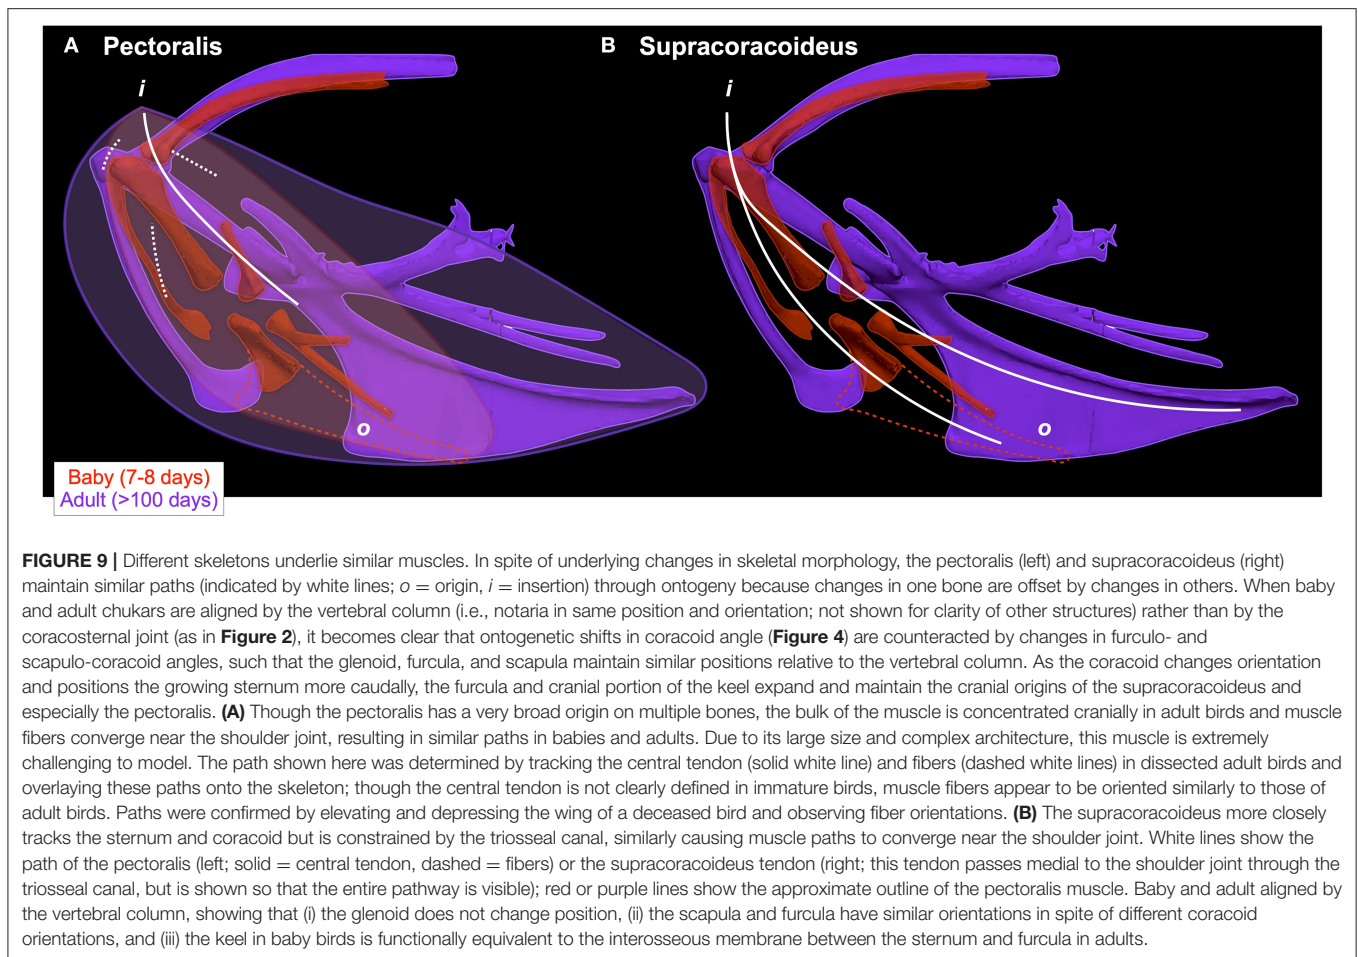 A Pectoralis
B Supracoracoideus
i
i
o
o
Baby (7-8 days)
Adult (>100 days)
FIGURE 9 | Different skeletons underlie similar muscles. In spite of underlying changes in skeletal morphology, the pectoralis (left) and supracoracoideus (right)
maintain similar paths (indicated by white lines; o = origin, i = insertion) through ontogeny because changes in one bone are offset by changes in others. When baby
and adult chukars are aligned by the vertebral column (i.e., notaria in same position and orientation; not shown for clarity of other structures) rather than by the
coracosternal joint (as in Figure 2), it becomes clear that ontogenetic shifts in coracoid angle (Figure 4) are counteracted by changes in furculo- and
scapulo-coracoid angles, such that the glenoid, furcula, and scapula maintain similar positions relative to the vertebral column. As the coracoid changes orientation
and positions the growing sternum more caudally, the furcula and cranial portion of the keel expand and maintain the cranial origins of the supracoracoideus and
especially the pectoralis. (A) Though the pectoralis has a very broad origin on multiple bones, the bulk of the muscle is concentrated cranially in adult birds and muscle
fibers converge near the shoulder joint, resulting in similar paths in babies and adults. Due to its large size and complex architecture, this muscle is extremely
challenging to model. The path shown here was determined by tracking the central tendon (solid white line) and fibers (dashed white lines) in dissected adult birds and
overlaying these paths onto the skeleton; though the central tendon is not clearly defined in immature birds, muscle fibers appear to be oriented similarly to those of
adult birds. Paths were confirmed by elevating and depressing the wing of a deceased bird and observing fiber orientations. (B) The supracoracoideus more closely
tracks the sternum and coracoid but is constrained by the triosseal canal, similarly causing muscle paths to converge near the shoulder joint. White lines show the
path of the pectoralis (left; solid = central tendon, dashed = fibers) or the supracoracoideus tendon (right; this tendon passes medial to the shoulder joint through the
triosseal canal, but is shown so that the entire pathway is visible); red or purple lines show the approximate outline of the pectoralis muscle. Baby and adult aligned by
the vertebral column, showing that (i) the glenoid does not change position, (ii) the scapula and furcula have similar orientations in spite of different coracoid
orientations, and (iii) the keel in baby birds is functionally equivalent to the interosseous membrane between the sternum and furcula in adults.